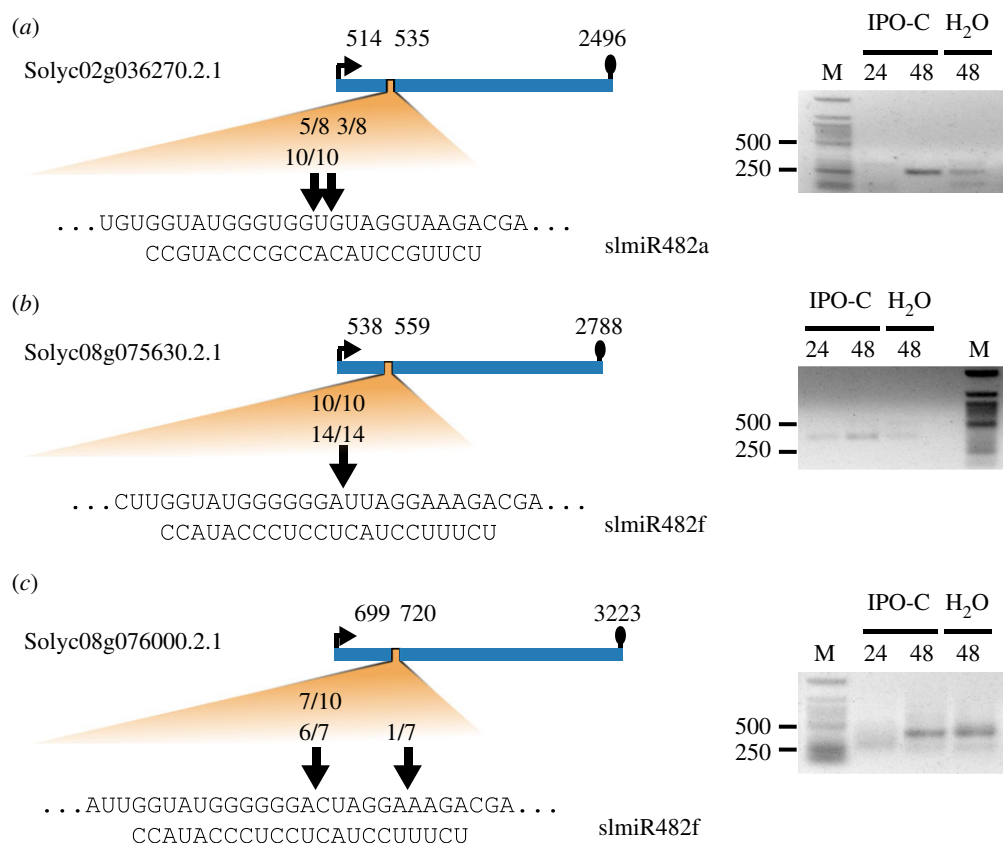 (a)
Solyc02g036270.2.1
514 535 2496
5/8 3/8
10/10
...UGUGGUAUGGGUGGUGUAGGUAAGACGA...
CCGUACCCGCCACAUCCGUUCU
slmiR482a
IPO-C H2O
M 24 48 48
500
250
(b)
Solyc08g075630.2.1
538 559 2788
10/10
14/14
...CUUGGUAUGGGGGGAUUAGGAAAGACGA...
CCAUACCCUCCUCAUCCUUUCU
slmiR482f
IPO-C H2O
24 48 48 M
500
250
(c)
Solyc08g076000.2.1
699 720 3223
7/10
6/7 1/7
...AUUGGUAUGGGGGGACUAGGAAAGACGA...
CCAUACCCUCCUCAUCCUUUCU
slmiR482f
IPO-C H2O
M 24 48 48
500
250